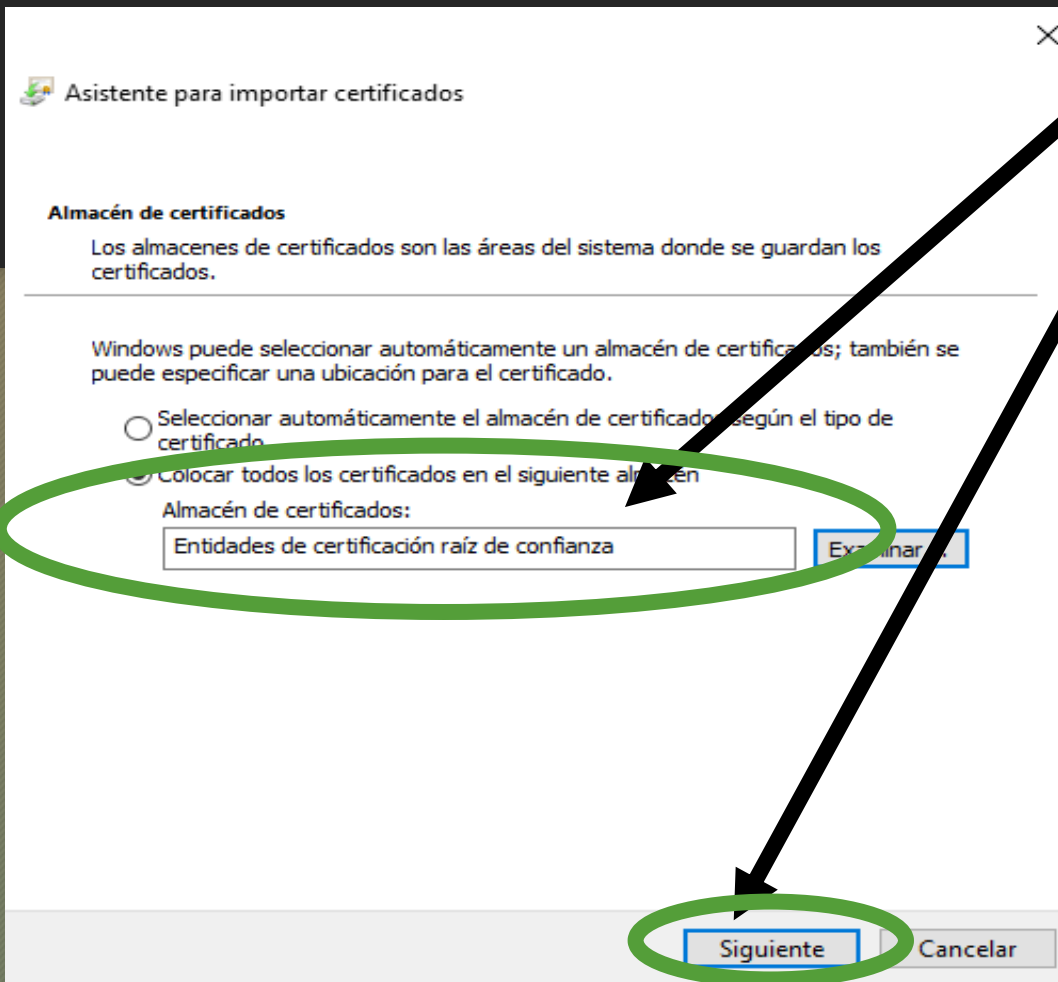 Asistente para importar certificados
Almacén de certificados
Los almacenes de certificados son las áreas del sistema donde se guardan los
certificados.
Windows puede seleccionar automáticamente un almacén de certificados; también se
puede especificar una ubicación para el certificado.
Seleccionar automáticamente el almacén de certificados según el tipo de
certificado
Colocar todos los certificados en el siguiente almacén
Almacén de certificados:
Entidades de certificación raíz de confianza
Examinar...
Siguiente
Cancelar